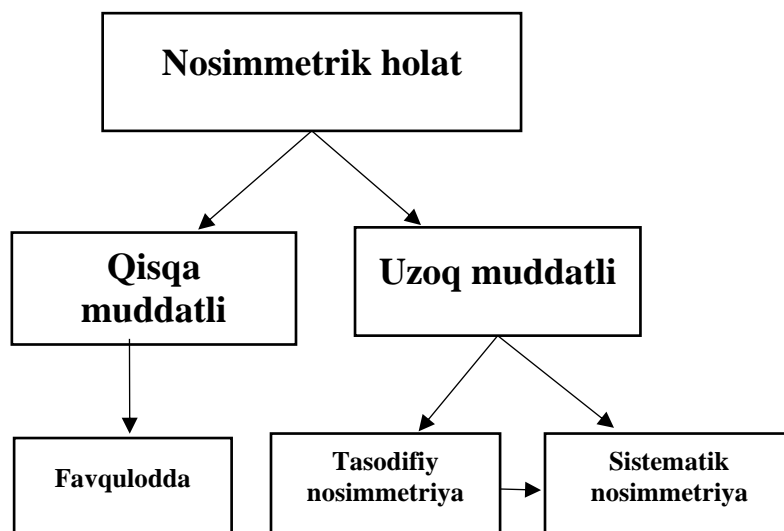 Nosimmetrik holat
Qisqa
muddatli
Uzoq muddatli
Favqulodda
Tasodifiy
nosimmetriya
Sistematik
nosimmetriya